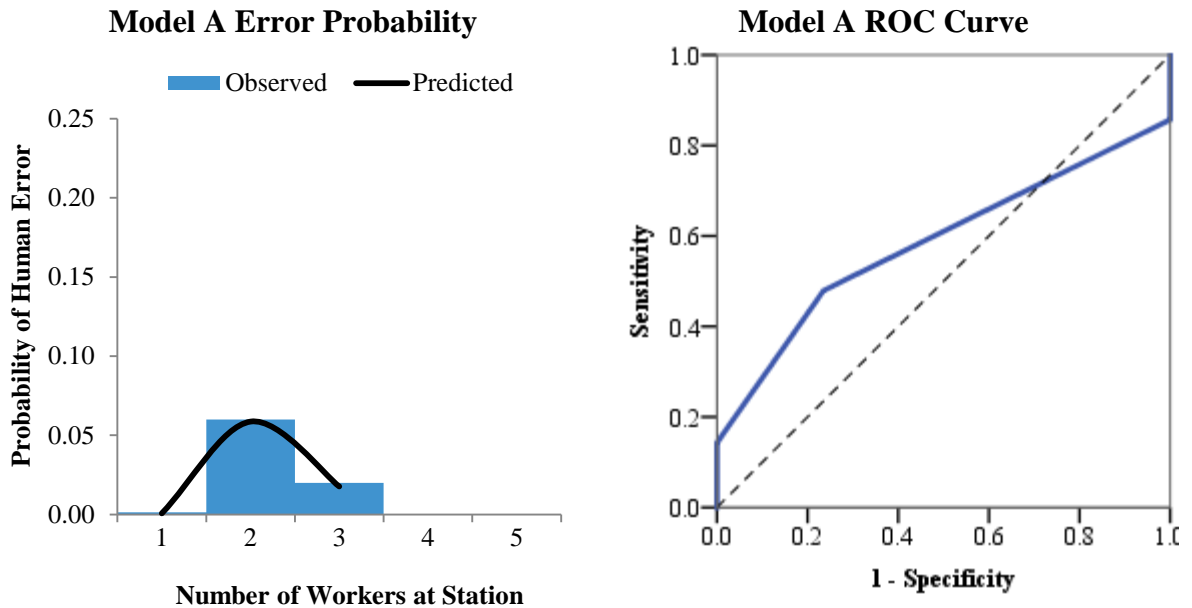 Model A Error Probability
Observed
Predicted
0.25
0.20
0.15
0.10
0.05
0.00
Probability of Human Error
1 2 3 4 5
Number of Workers at Station
Model A ROC Curve
1.0
0.8
0.6
0.4
0.2
0.0
Sensitivity
0.0 0.2 0.4 0.6 0.8 1.0
1 - Specificity